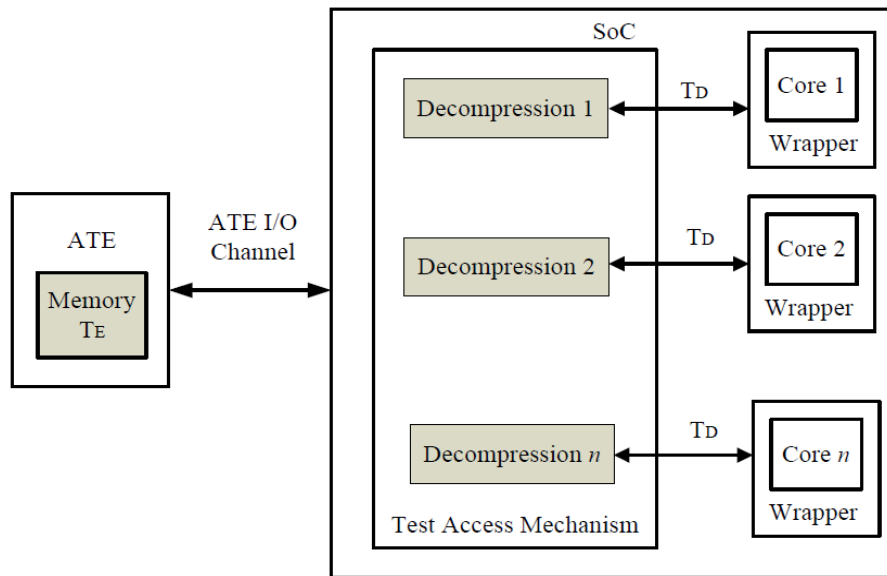 SoC
ATE
Memory
TE
ATE I/O
Channel
Decompression 1
TD
Core 1
Wrapper
Decompression 2
TD
Core 2
Wrapper
Decompression n
TD
Core n
Wrapper
Test Access Mechanism